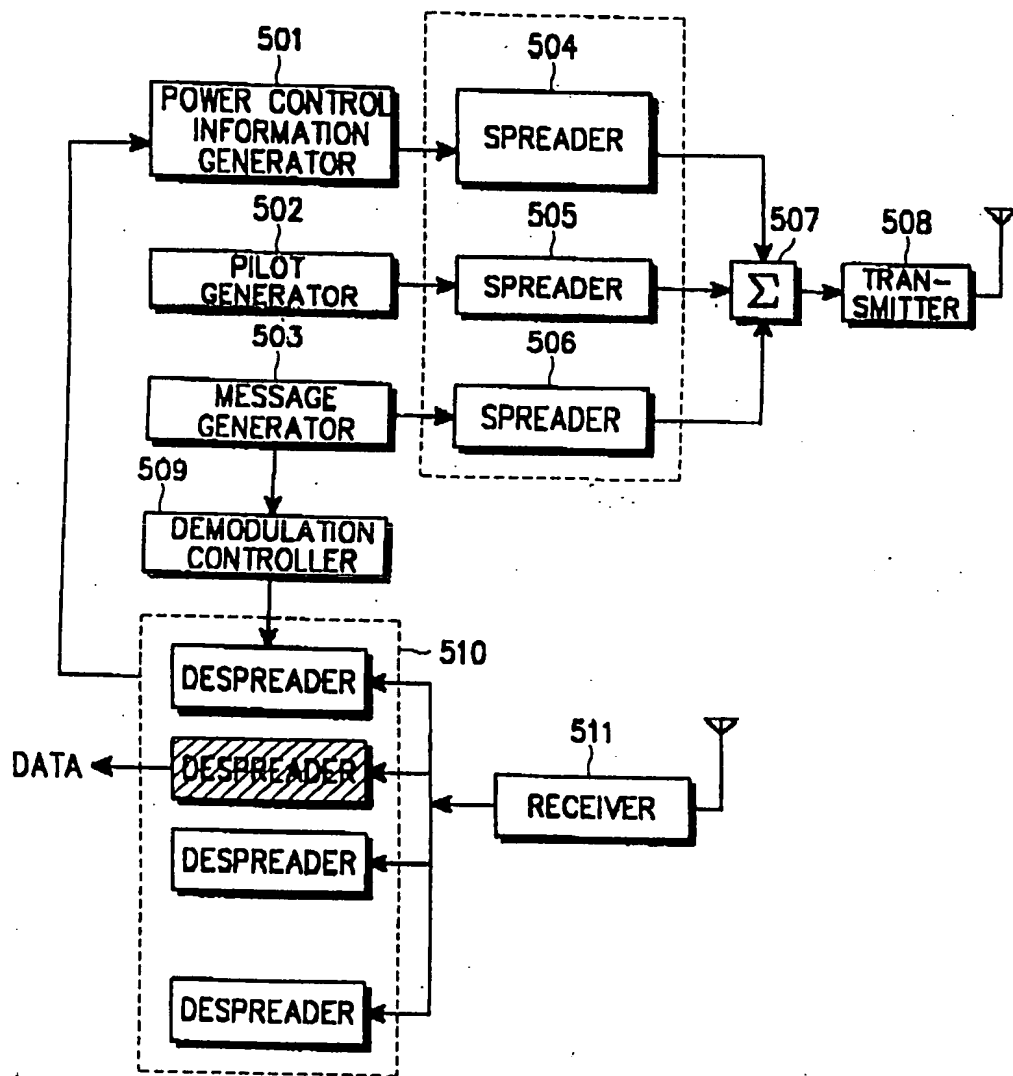 501
POWER CONTROL
INFORMATION
GENERATOR
504
SPREADER
502
PILOT
GENERATOR
505
SPREADER
507
Σ
508
TRAN-
SMITTER
503
MESSAGE
GENERATOR
506
SPREADER
509
DEMODULATION
CONTROLLER
510
DESPREADER
DATA
DESPREADER
511
RECEIVER
DESPREADER
DESPREADER